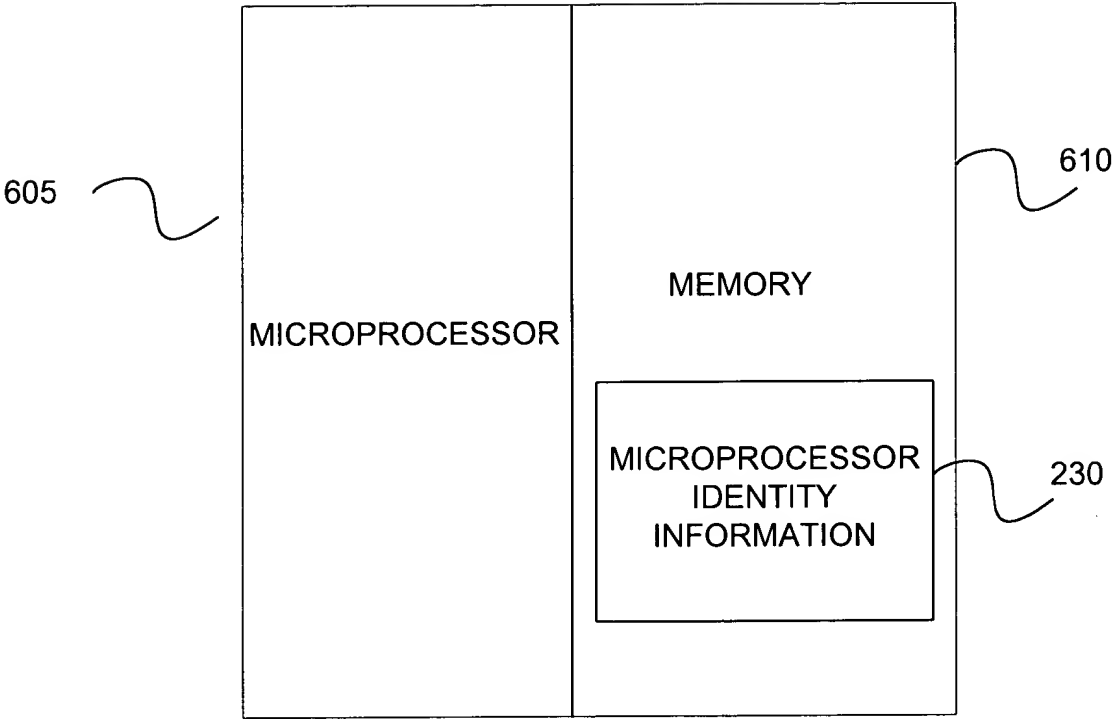 605
610
MEMORY
MICROPROCESSOR
MICROPROCESSOR
IDENTITY
INFORMATION
230